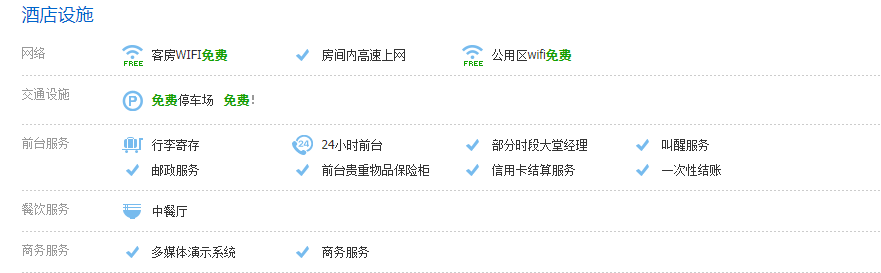 酒店设施
网络 FREE 客房WIFI免费 房间内高速上网 FREE 公用区wifi免费
交通设施 P 免费停车场 免费!
前台服务 行李寄存 24 24小时前台 部分时段大堂经理 叫醒服务
邮政服务 前台贵重物品保险柜 信用卡结算服务 一次性结账
餐饮服务 中餐厅
商务服务 多媒体演示系统 商务服务